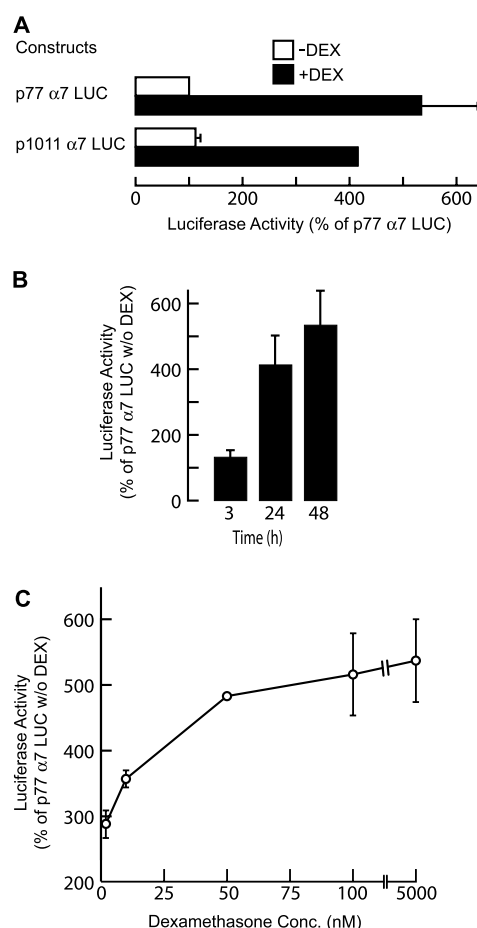 A
Constructs
-DEX
+DEX
p77 α7 LUC
p1011 α7 LUC
0 200 400 600
Luciferase Activity (% of p77 α7 LUC)
B
Luciferase Activity
(% of p77 α7 LUC w/o DEX)
600
400
200
0
3 24 48
Time (h)
C
Luciferase Activity
(% of p77 α7 LUC w/o DEX)
600
500
400
300
200
0 25 50 75 100 5000
Dexamethasone Conc. (nM)